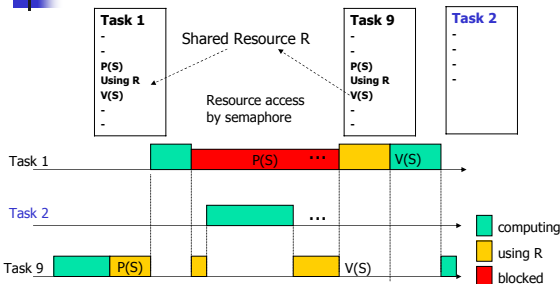 Task 1
-
-
P(S)
Using R
V(S)
-
-
Shared Resource R
Resource access
by semaphore
Task 9
-
-
P(S)
Using R
V(S)
-
-
Task 2
-
-
-
-
Task 1
P(S)
...
V(S)
Task 2
...
Task 9
P(S)
V(S)
computing
using R
blocked